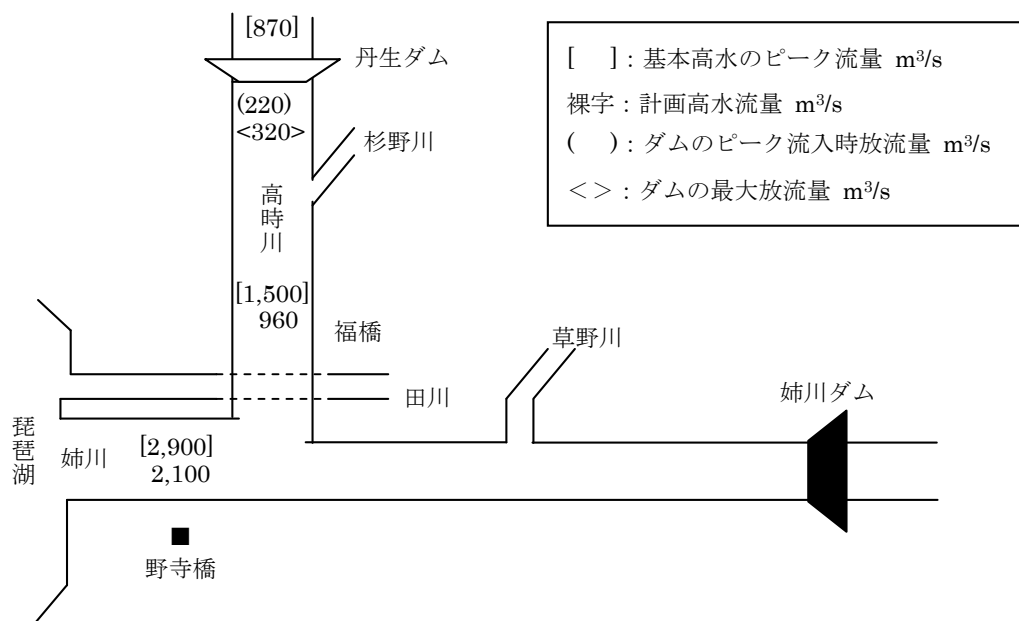 [870]
丹生ダム
(220)
<320>
杉野川
高時川
[1,500]
960
福橋
草野川
田川
姉川ダム
琵琶湖
姉川
[2,900]
2,100
野寺橋
[　]：基本高水のピーク流量 m³/s
裸字：計画高水流量 m³/s
(　)：ダムのピーク流入時放流量 m³/s
＜＞：ダムの最大放流量 m³/s